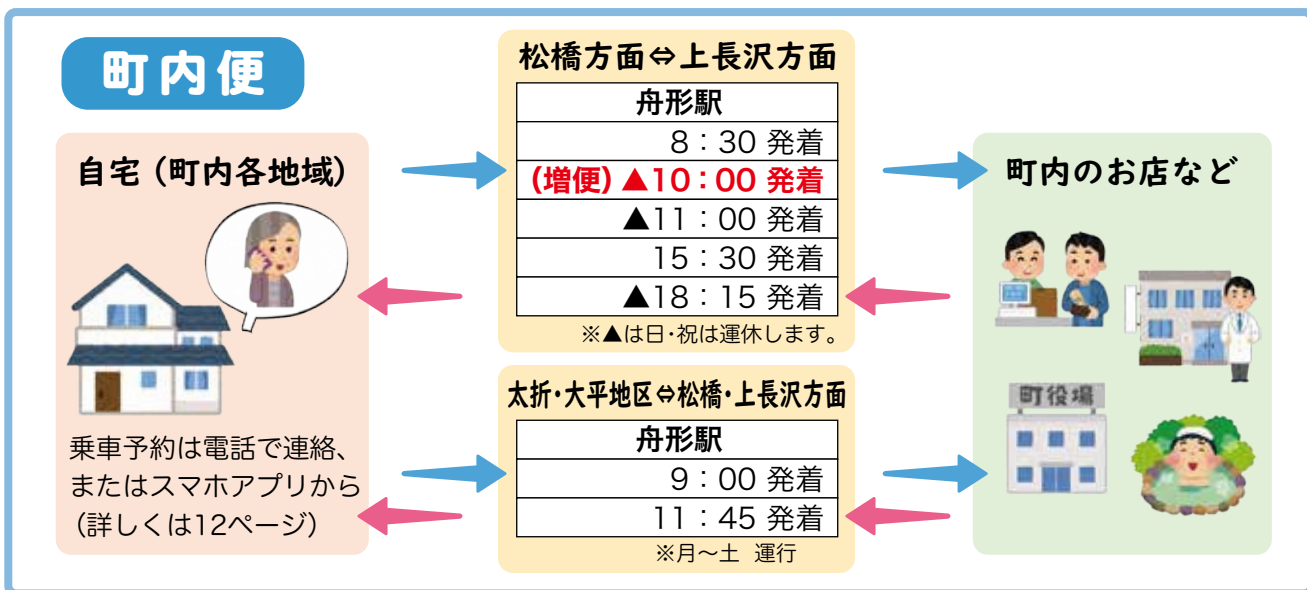 町内便
自宅（町内各地域）
乗車予約は電話で連絡、
またはスマホアプリから
（詳しくは12ページ）
松橋方面⇔上長沢方面
舟形駅
8：30 発着
（増便）▲10：00 発着
▲11：00 発着
15：30 発着
▲18：15 発着
※▲は日・祝は運休します。
太折・大平地区⇔松橋・上長沢方面
舟形駅
9：00 発着
11：45 発着
※月〜土 運行
町内のお店など
町役場